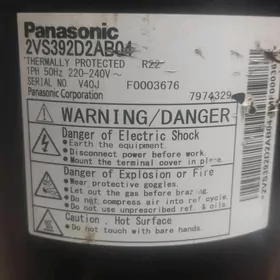 Panasonic
2VS392D2AB04
THERMALLY PROTECTED R22
1PH 50Hz 220-240V ~
SERIAL NO. V40J F0003676
Panasonic Corporation 7974329
WARNING/DANGER
Danger of Electric Shock
● Earth the equipment.
● Disconnect power before work.
● Mount the terminal cover in place.
Danger of Explosion or Fire
● Wear protective goggles.
● Let out the gas before brazing.
● Do not compress air into ref cycle.
● Do not use unprescribed ref. & oils.
Caution - Hot Surface
● Do not touch with bare hands.